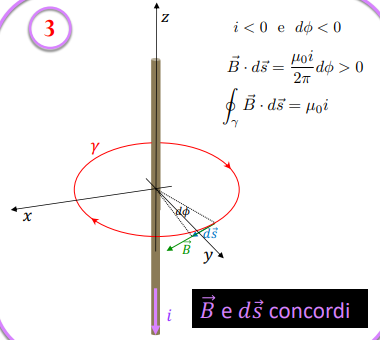 3
z
i < 0 e dϕ < 0
B⃗ · ds⃗ = μ₀i/2π dϕ > 0
∮γ B⃗ · ds⃗ = μ₀i
γ
x
dϕ
ds⃗
B⃗
y
i
B⃗ e ds⃗ concordi